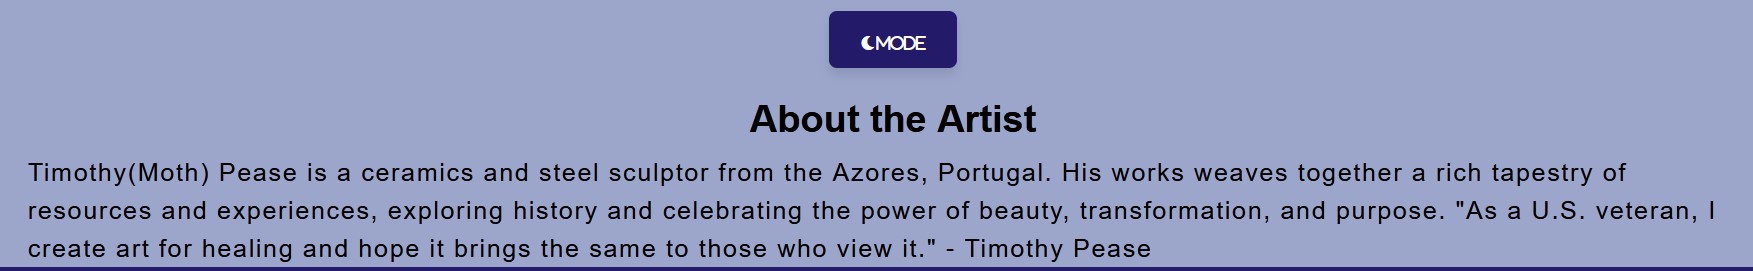 MODE
About the Artist
Timothy(Moth) Pease is a ceramics and steel sculptor from the Azores, Portugal. His works weaves together a rich tapestry of
resources and experiences, exploring history and celebrating the power of beauty, transformation, and purpose. "As a U.S. veteran, I
create art for healing and hope it brings the same to those who view it." - Timothy Pease